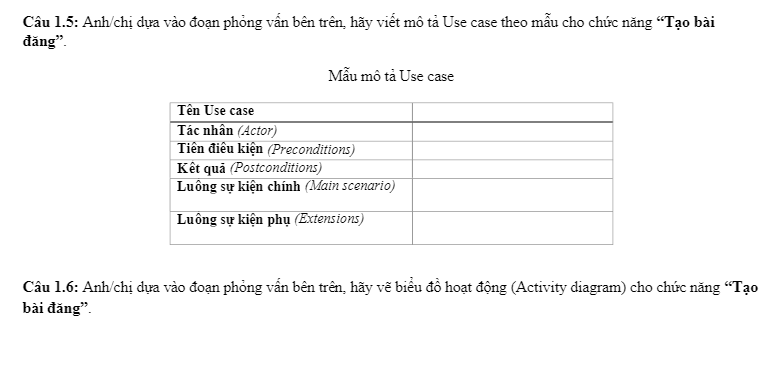 Câu 1.5: Anh/chị dựa vào đoạn phỏng vấn bên trên, hãy viết mô tả Use case theo mẫu cho chức năng “Tạo bài
đăng”.
Mẫu mô tả Use case
Tên Use case
Tác nhân (Actor)
Tiền điều kiện (Preconditions)
Kết quả (Postconditions)
Luồng sự kiện chính (Main scenario)
Luồng sự kiện phụ (Extensions)
Câu 1.6: Anh/chị dựa vào đoạn phỏng vấn bên trên, hãy vẽ biểu đồ hoạt động (Activity diagram) cho chức năng “Tạo
bài đăng”.